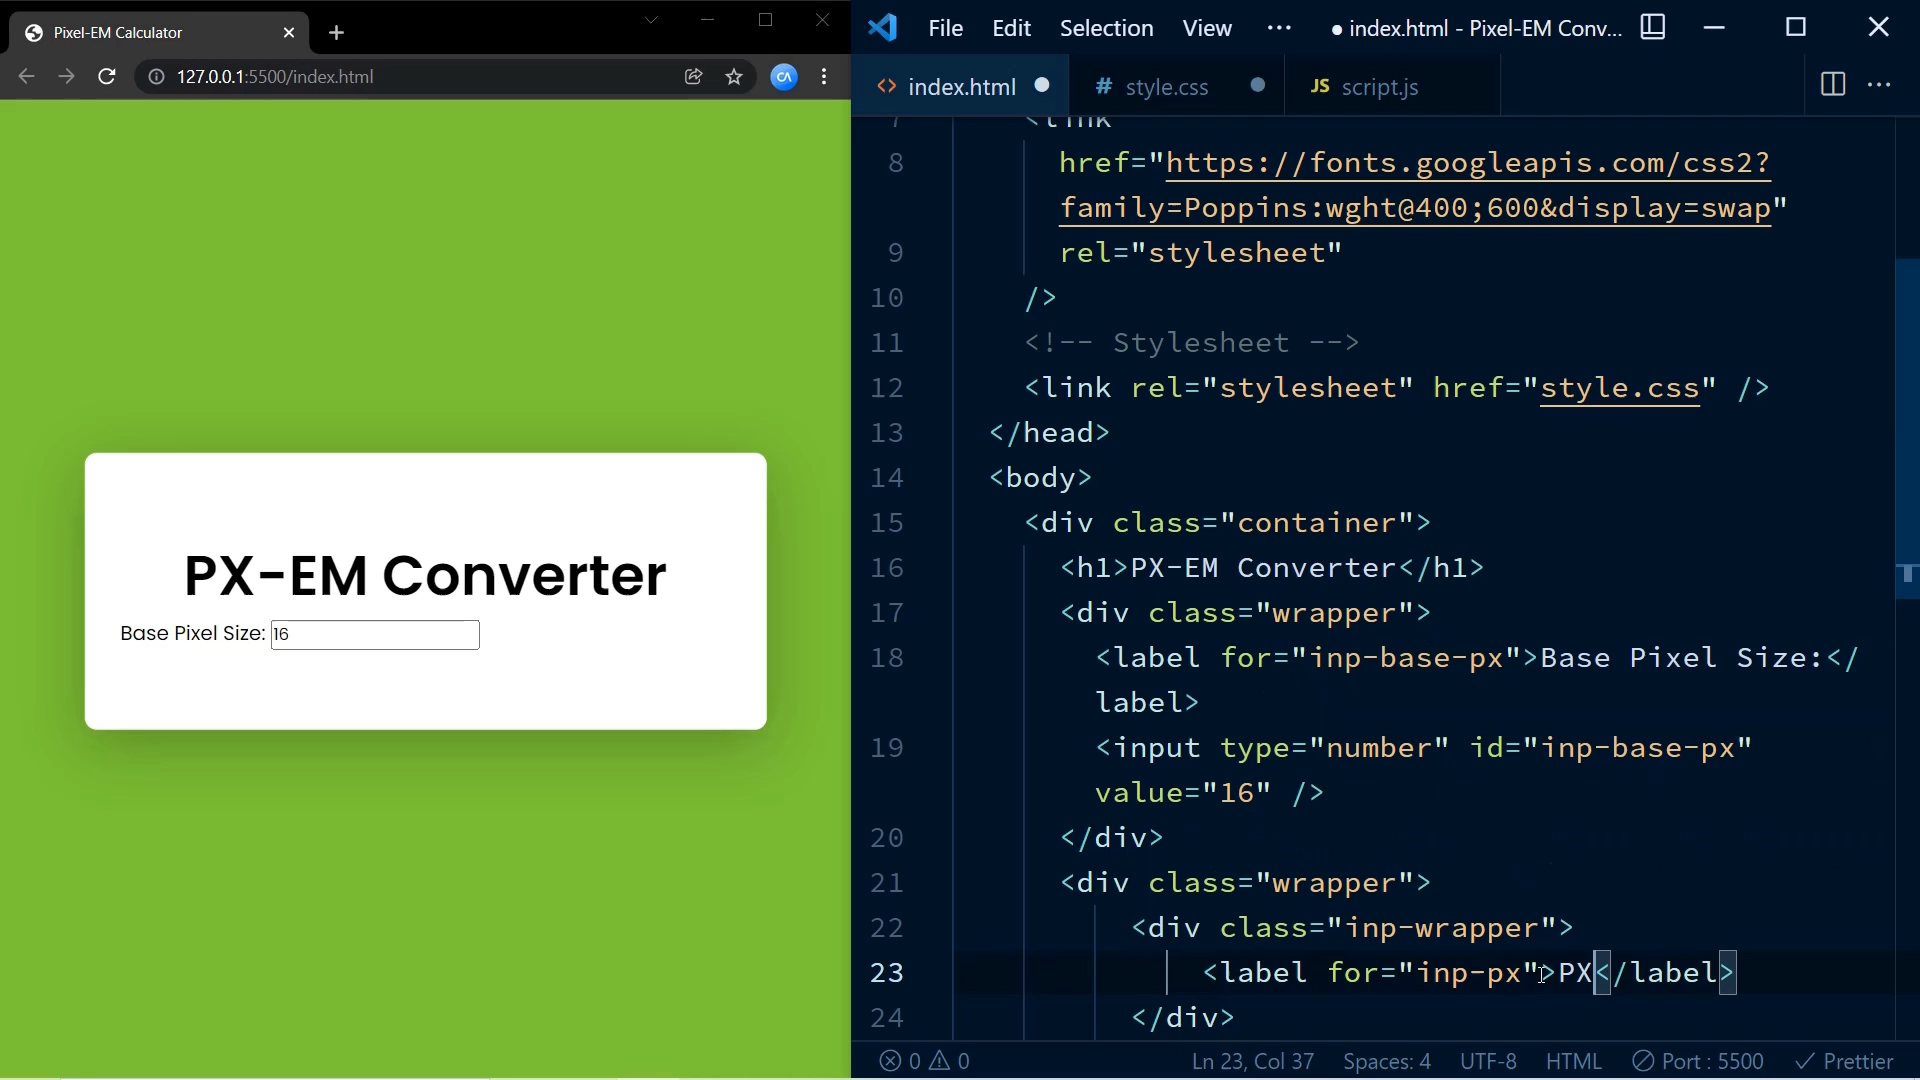 Pixel-EM Calculator
127.0.0.1:5500/index.html
PX-EM Converter
Base Pixel Size: 16
File Edit Selection View ··· ● index.html - Pixel-EM Conv...
<> index.html ● # style.css ● JS script.js
7 <link
8 href="https://fonts.googleapis.com/css2?
family=Poppins:wght@400;600&display=swap"
9 rel="stylesheet"
10 />
11 <!-- Stylesheet -->
12 <link rel="stylesheet" href="style.css" />
13 </head>
14 <body>
15 <div class="container">
16 <h1>PX-EM Converter</h1>
17 <div class="wrapper">
18 <label for="inp-base-px">Base Pixel Size:</
label>
19 <input type="number" id="inp-base-px"
value="16" />
20 </div>
21 <div class="wrapper">
22 <div class="inp-wrapper">
23 <label for="inp-px">PX</label>
24 </div>
0 0 Ln 23, Col 37 Spaces: 4 UTF-8 HTML Port : 5500 Prettier